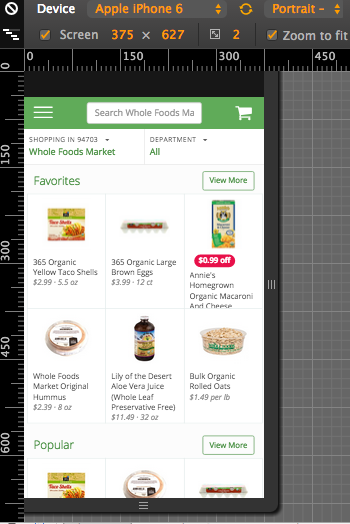 Device Apple iPhone 6 Portrait -
Screen 375 × 627 2 Zoom to fit
0 150 300 450
0
150
300
450
600
Search Whole Foods Ma
SHOPPING IN 94703 DEPARTMENT
Whole Foods Market All
Favorites View More
365 Organic
Yellow Taco Shells
$2.99 · 5.5 oz
365 Organic Large
Brown Eggs
$3.99 · 12 ct
$0.99 off
Annie's
Homegrown
Organic Macaroni
And Cheese
Whole Foods
Market Original
Hummus
$2.39 · 8 oz
Lily of the Desert
Aloe Vera Juice
(Whole Leaf
Preservative Free)
$11.49 · 32 oz
Bulk Organic
Rolled Oats
$1.49 per lb
Popular View More